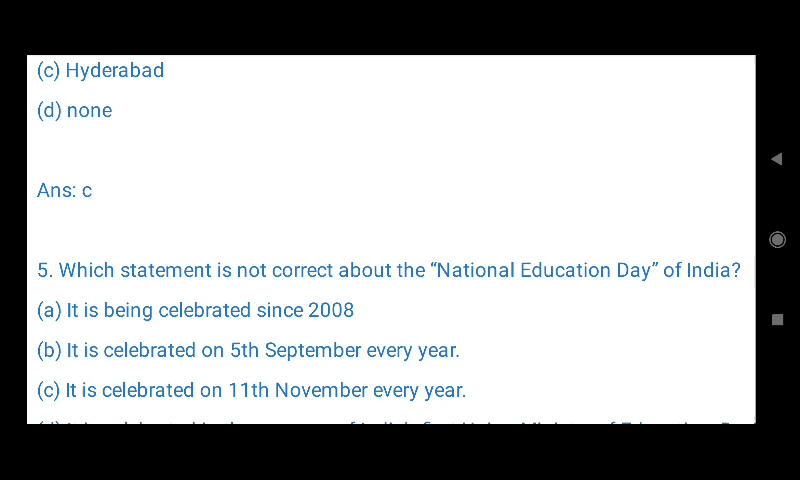 (c) Hyderabad
(d) none
Ans: c
5. Which statement is not correct about the “National Education Day” of India?
(a) It is being celebrated since 2008
(b) It is celebrated on 5th September every year.
(c) It is celebrated on 11th November every year.